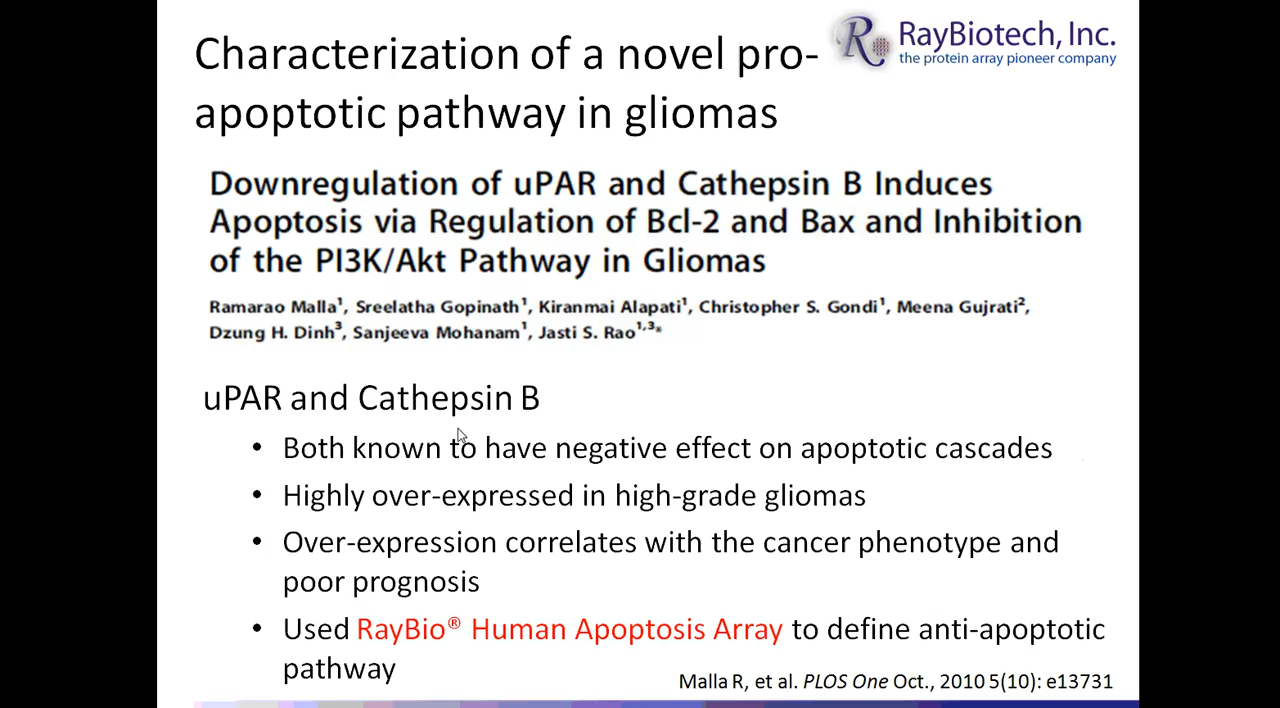 Characterization of a novel pro-
apoptotic pathway in gliomas
RayBiotech, Inc.
the protein array pioneer company
Downregulation of uPAR and Cathepsin B Induces
Apoptosis via Regulation of Bcl-2 and Bax and Inhibition
of the PI3K/Akt Pathway in Gliomas
Ramarao Malla¹, Sreelatha Gopinath¹, Kiranmai Alapati¹, Christopher S. Gondi¹, Meena Gujrati²,
Dzung H. Dinh³, Sanjeeva Mohanam¹, Jasti S. Rao¹,³*
uPAR and Cathepsin B
• Both known to have negative effect on apoptotic cascades
• Highly over-expressed in high-grade gliomas
• Over-expression correlates with the cancer phenotype and
poor prognosis
• Used RayBio® Human Apoptosis Array to define anti-apoptotic
pathway
Malla R, et al. PLOS One Oct., 2010 5(10): e13731